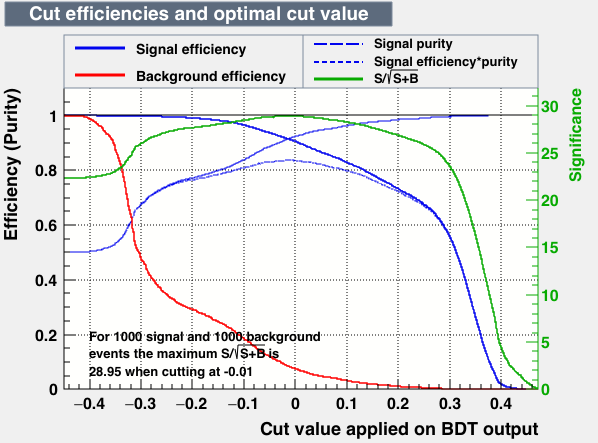 Cut efficiencies and optimal cut value
Signal efficiency
Background efficiency
Signal purity
Signal efficiency*purity
S/√S+B
Efficiency (Purity)
1
0.8
0.6
0.4
0.2
0
30
25
20
15
10
5
0
Significance
For 1000 signal and 1000 background
events the maximum S/√S+B is
28.95 when cutting at -0.01
−0.4 −0.3 −0.2 −0.1 0 0.1 0.2 0.3 0.4
Cut value applied on BDT output